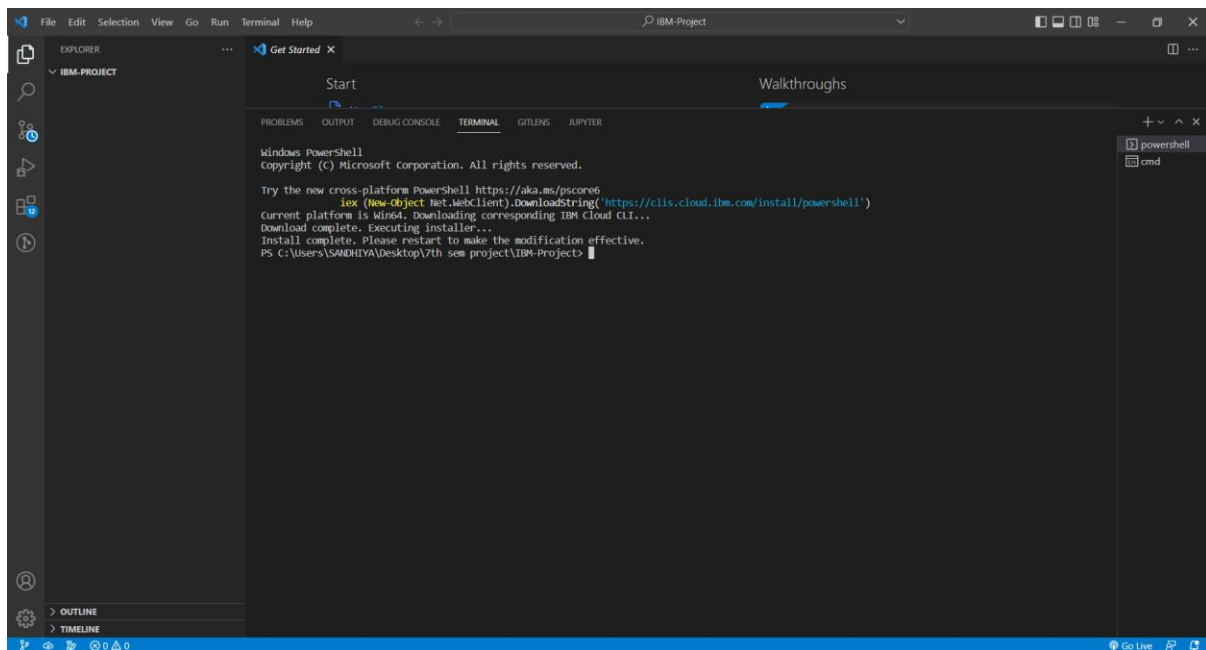 File Edit Selection View Go Run Terminal Help
IBM-Project
EXPLORER
Get Started
IBM-PROJECT
Start
Walkthroughs
PROBLEMS OUTPUT DEBUG CONSOLE TERMINAL GITLENS JUPYTER
powershell
cmd
Windows PowerShell
Copyright (C) Microsoft Corporation. All rights reserved.
Try the new cross-platform PowerShell https://aka.ms/pscore6
iex (New-Object Net.WebClient).DownloadString('https://clis.cloud.ibm.com/install/powershell')
Current platform is Win64. Downloading corresponding IBM Cloud CLI...
Download complete. Executing installer...
Install complete. Please restart to make the modification effective.
PS C:\Users\SANDHIYA\Desktop\7th sem project\IBM-Project>
12
OUTLINE
TIMELINE
0 0
Go Live